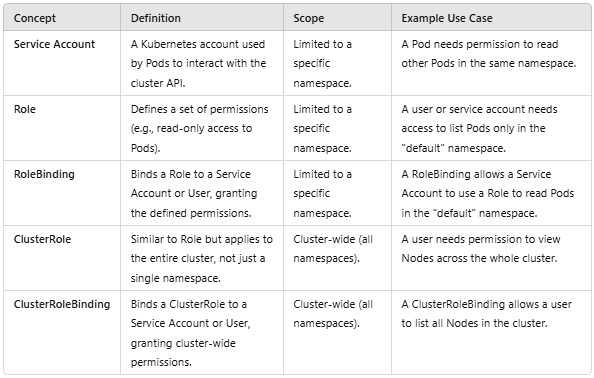 Concept Definition Scope Example Use Case
Service Account A Kubernetes account used Limited to a A Pod needs permission to read
by Pods to interact with the specific other Pods in the same namespace.
cluster API. namespace.
Role Defines a set of permissions Limited to a A user or service account needs
(e.g., read-only access to specific access to list Pods only in the
Pods). namespace. "default" namespace.
RoleBinding Binds a Role to a Service Limited to a A RoleBinding allows a Service
Account or User, granting specific Account to use a Role to read Pods
the defined permissions. namespace. in the "default" namespace.
ClusterRole Similar to Role but applies to Cluster-wide (all A user needs permission to view
the entire cluster, not just a namespaces). Nodes across the whole cluster.
single namespace.
ClusterRoleBinding Binds a ClusterRole to a Cluster-wide (all A ClusterRoleBinding allows a user
Service Account or User, namespaces). to list all Nodes in the cluster.
granting cluster-wide
permissions.